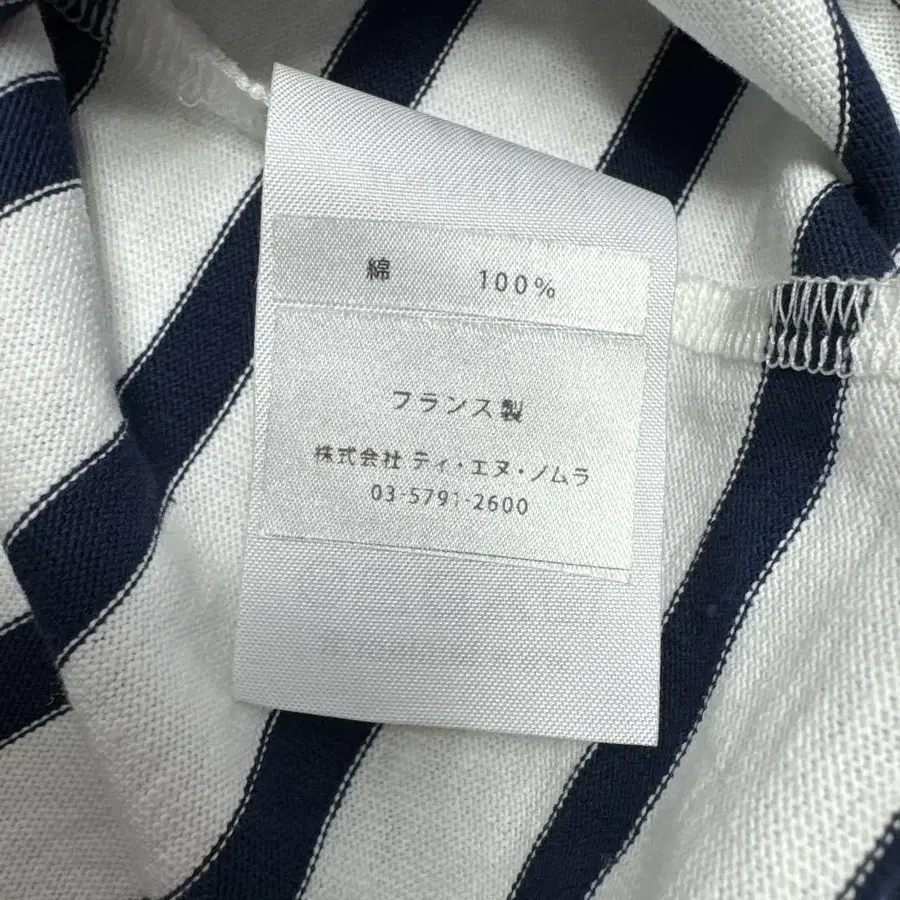 綿 100%
フランス製
株式会社 ティ・エヌ・ノムラ
03-5791-2600